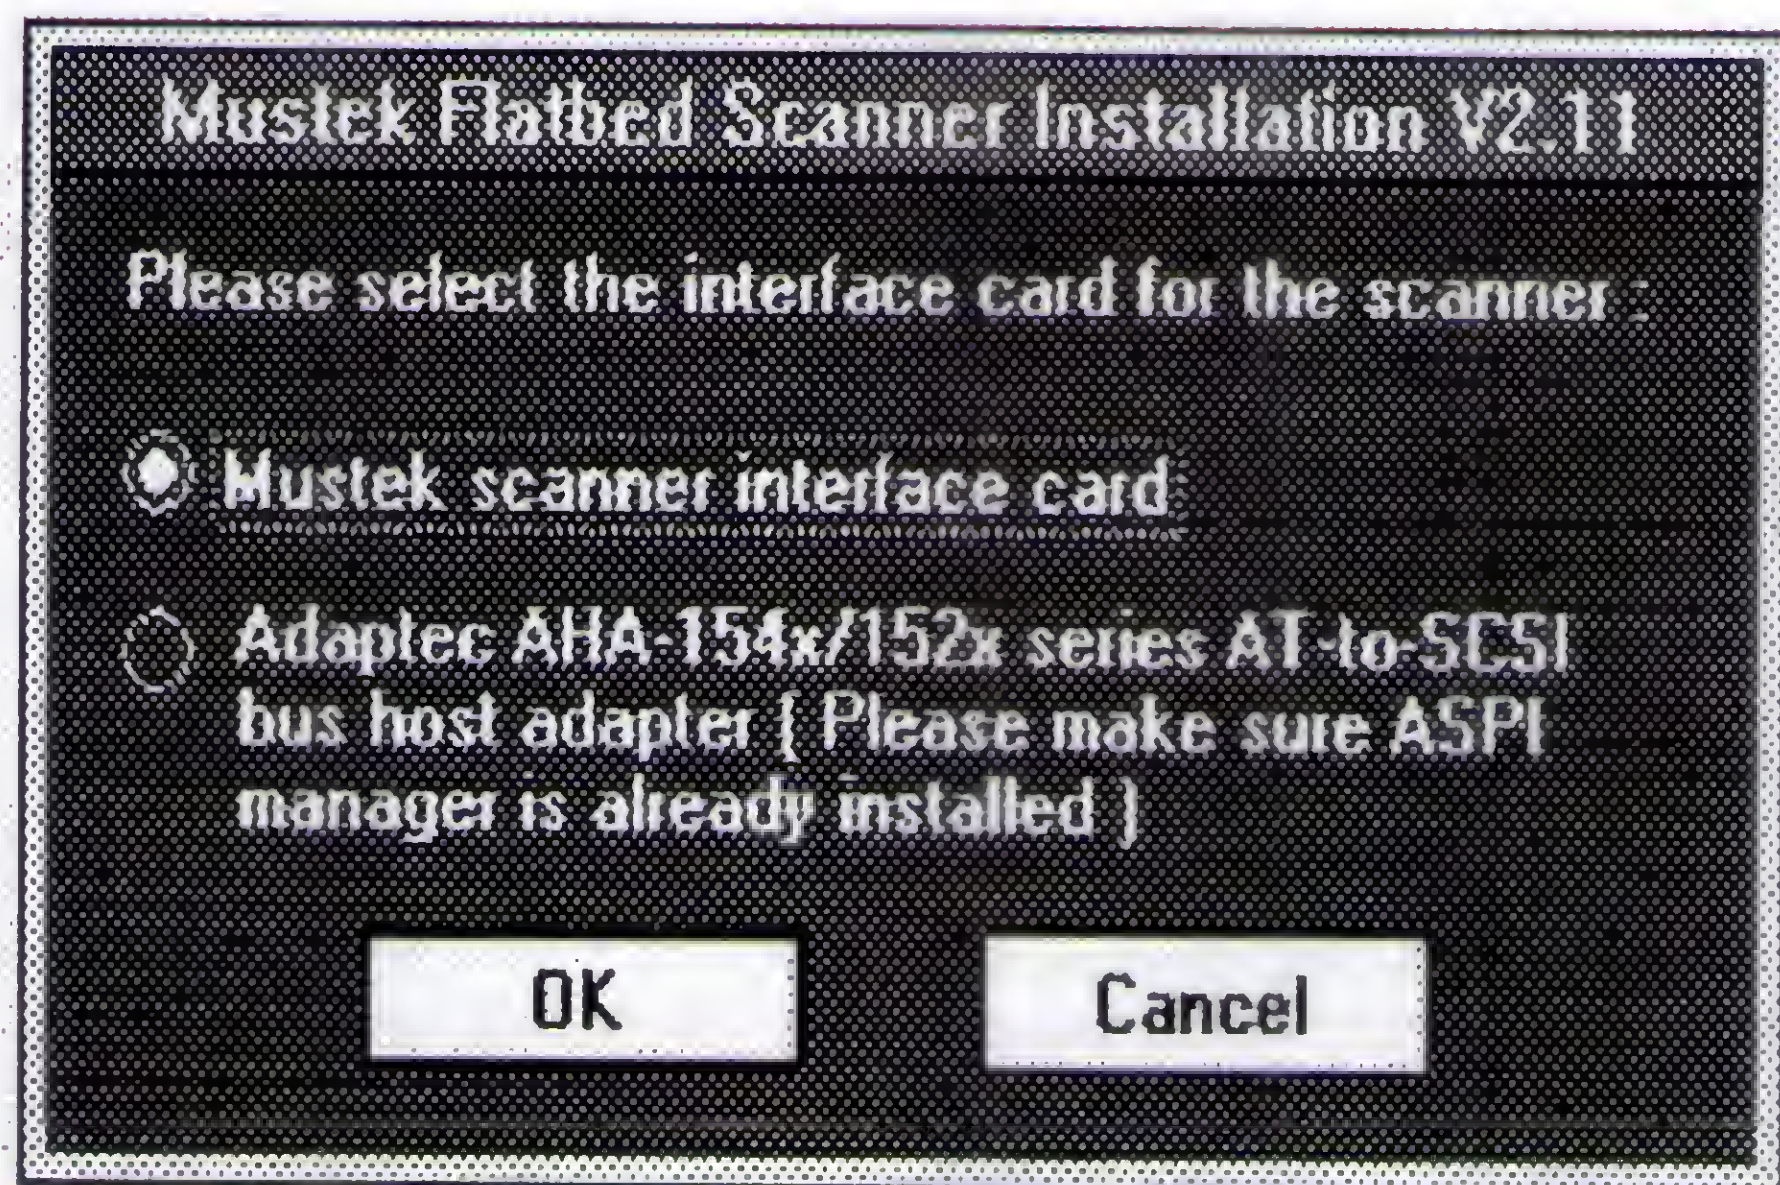 Mustek Flatbed Scanner Installation V2.11
Please select the interface card for the scanner :
Mustek scanner interface card
Adaptec AHA-154x/152x series AT-to-SCSI
bus host adapter ( Please make sure ASPI
manager is already installed )
OK
Cancel